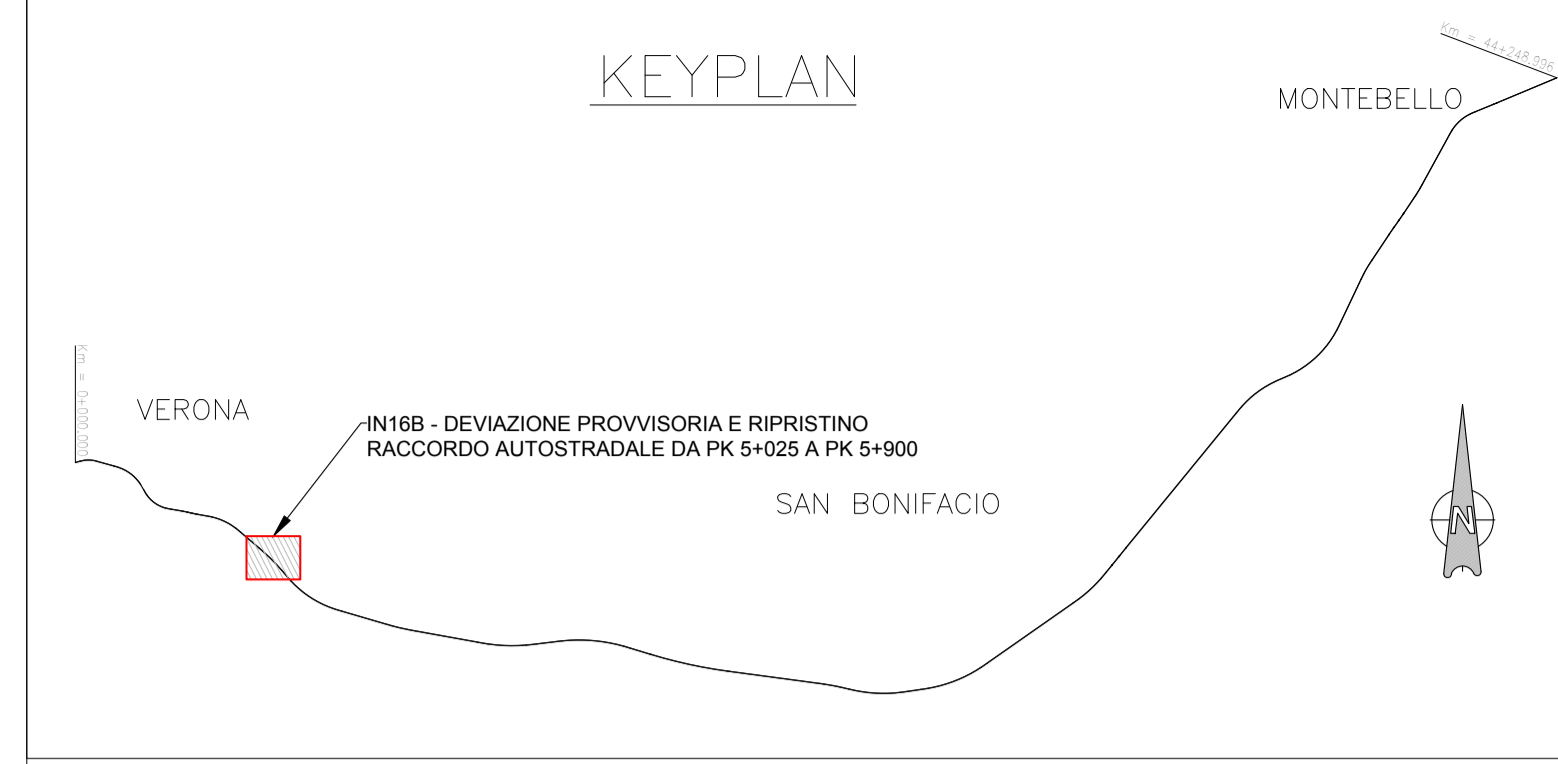 KEYPLAN
Km = 44+248.996
MONTEBELLO
Km = 0+000.000
VERONA
IN16B - DEVIAZIONE PROVVISORIA E RIPRISTINO
RACCORDO AUTOSTRADALE DA PK 5+025 A PK 5+900
SAN BONIFACIO
N